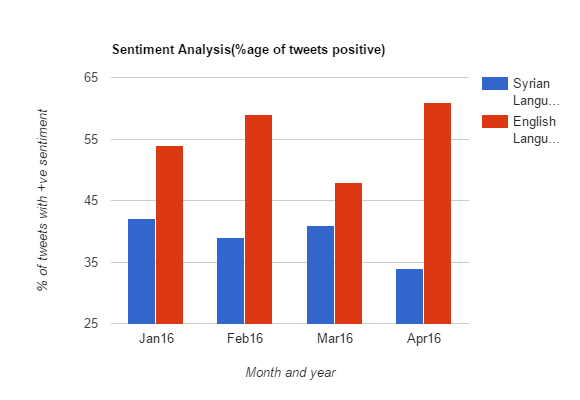 Sentiment Analysis(%age of tweets positive)
65
55
45
35
25
% of tweets with +ve sentiment
Syrian
Langu...
English
Langu...
Jan16
Feb16
Mar16
Apr16
Month and year